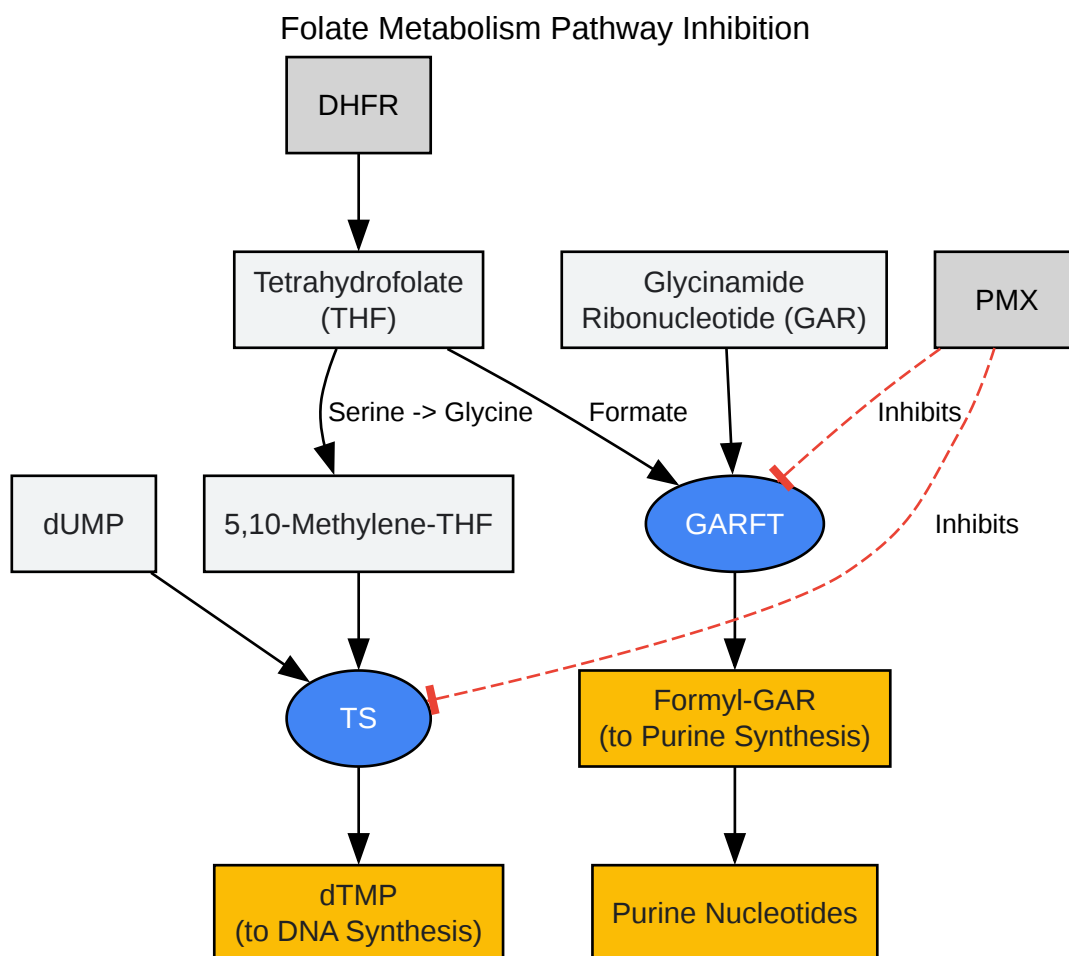 Folate Metabolism Pathway Inhibition
DHFR
Tetrahydrofolate
(THF)
Glycinamide
Ribonucleotide (GAR)
PMX
Serine -> Glycine
Formate
Inhibits
dUMP
5,10-Methylene-THF
GARFT
Inhibits
TS
Formyl-GAR
(to Purine Synthesis)
dTMP
(to DNA Synthesis)
Purine Nucleotides